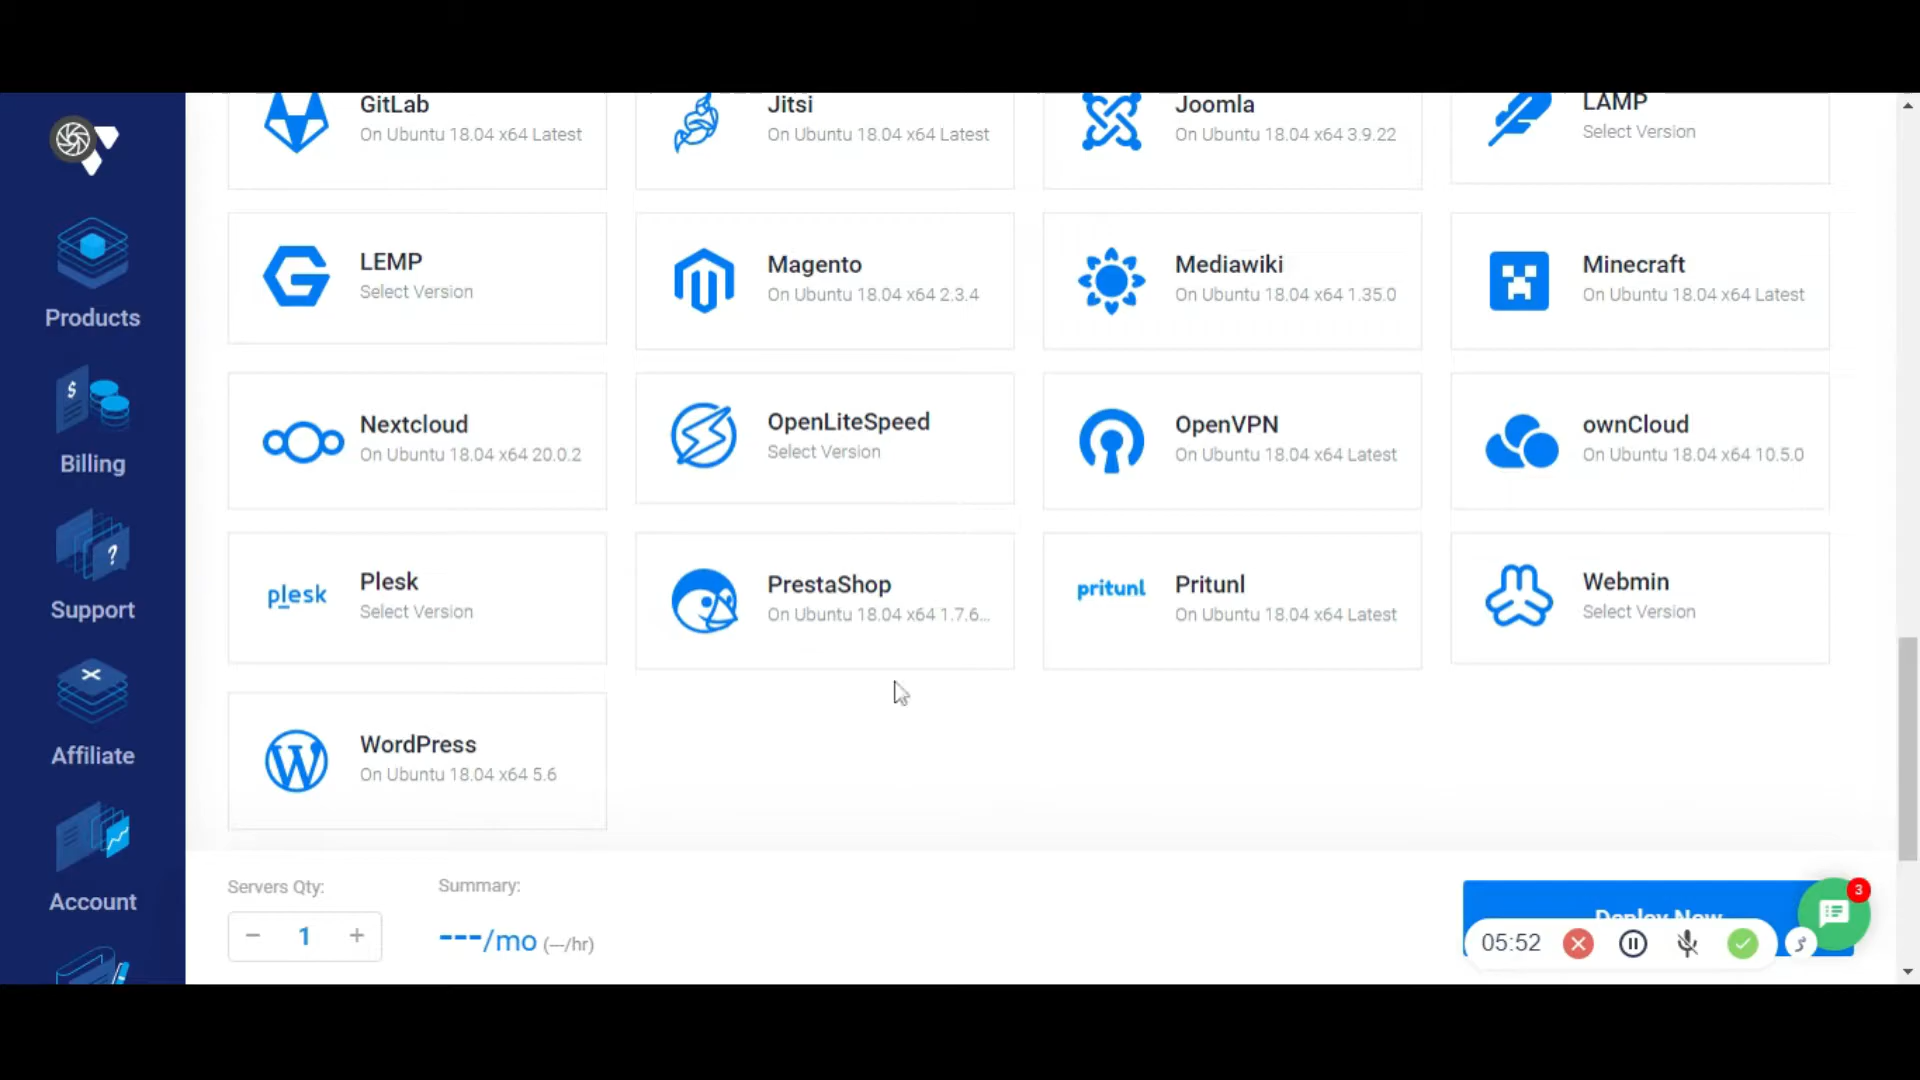 GitLab
On Ubuntu 18.04 x64 Latest
Jitsi
On Ubuntu 18.04 x64 Latest
Joomla
On Ubuntu 18.04 x64 3.9.22
LAMP
Select Version
Products
LEMP
Select Version
Magento
On Ubuntu 18.04 x64 2.3.4
Mediawiki
On Ubuntu 18.04 x64 1.35.0
Minecraft
On Ubuntu 18.04 x64 Latest
$
Billing
Nextcloud
On Ubuntu 18.04 x64 20.0.2
OpenLiteSpeed
Select Version
OpenVPN
On Ubuntu 18.04 x64 Latest
ownCloud
On Ubuntu 18.04 x64 10.5.0
?
Support
plesk
Plesk
Select Version
PrestaShop
On Ubuntu 18.04 x64 1.7.6...
pritunl
Pritunl
On Ubuntu 18.04 x64 Latest
Webmin
Select Version
Affiliate
WordPress
On Ubuntu 18.04 x64 5.6
Account
Servers Qty:
− 1 +
Summary:
---/mo (---/hr)
Deploy Now
3
05:52